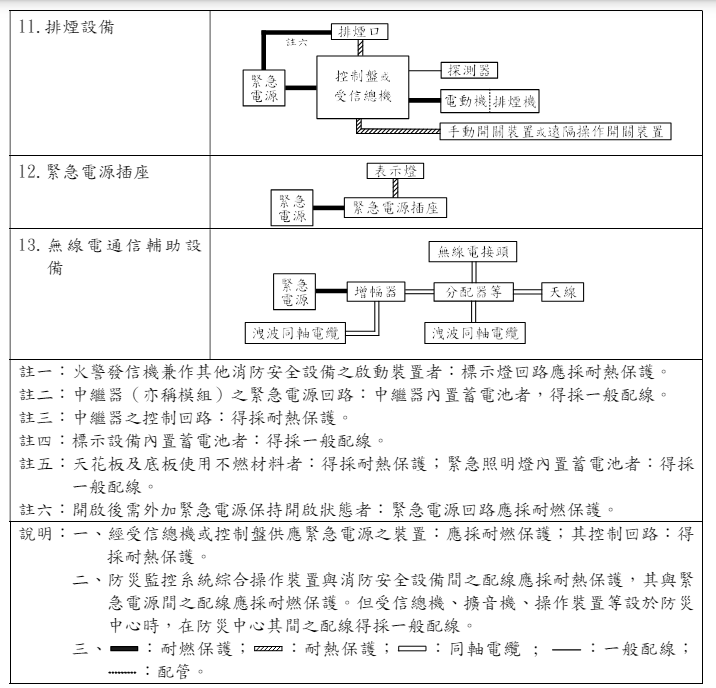 11.排煙設備
排煙口
註六
緊急
電源
控制盤或
受信總機
探測器
電動機 排煙機
手動開關裝置或遠隔操作開關裝置
12.緊急電源插座
表示燈
緊急
電源
緊急電源插座
13.無線電通信輔助設
備
無線電接頭
緊急
電源
增幅器
分配器等
天線
洩波同軸電纜
洩波同軸電纜
註一：火警發信機兼作其他消防安全設備之啟動裝置者：標示燈回路應採耐熱保護。
註二：中繼器（亦稱模組）之緊急電源回路：中繼器內置蓄電池者，得採一般配線。
註三：中繼器之控制回路：得採耐熱保護。
註四：標示設備內置蓄電池者：得採一般配線。
註五：天花板及底板使用不燃材料者：得採耐熱保護；緊急照明燈內置蓄電池者：得採
一般配線。
註六：開啟後需外加緊急電源保持開啟狀態者：緊急電源回路應採耐燃保護。
說明：一、經受信總機或控制盤供應緊急電源之裝置：應採耐燃保護；其控制回路：得
採耐熱保護。
二、防災監控系統綜合操作裝置與消防安全設備間之配線應採耐熱保護，其與緊
急電源間之配線應採耐燃保護。但受信總機、擴音機、操作裝置等設於防災
中心時，在防災中心其間之配線得採一般配線。
三、：耐燃保護；：耐熱保護；：同軸電纜；：一般配線；
：配管。